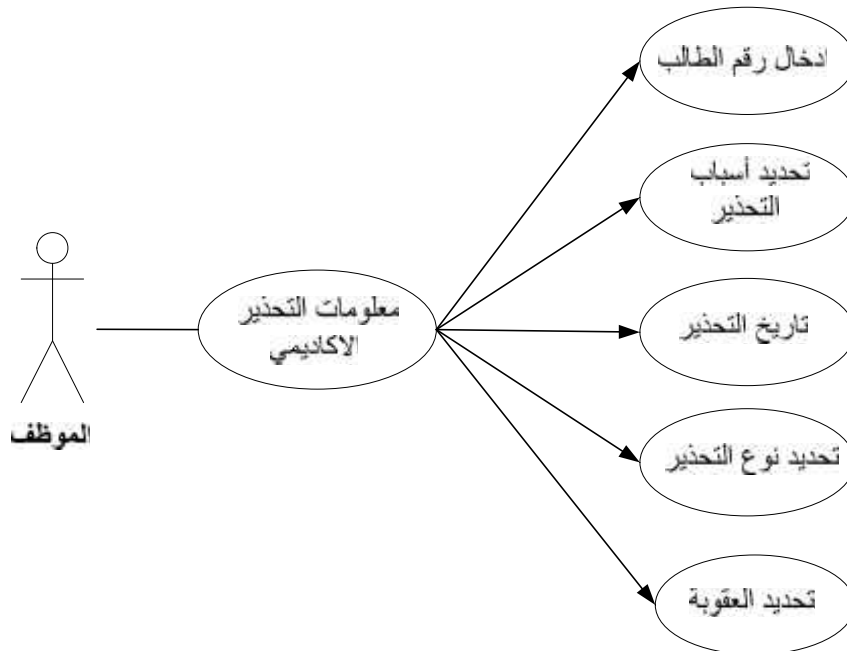 ادخال رقم الطالب
تحديد أسباب
التحذير
معلومات التحذير
الاكاديمي
تاريخ التحذير
الموظف
تحديد نوع التحذير
تحديد العقوبة